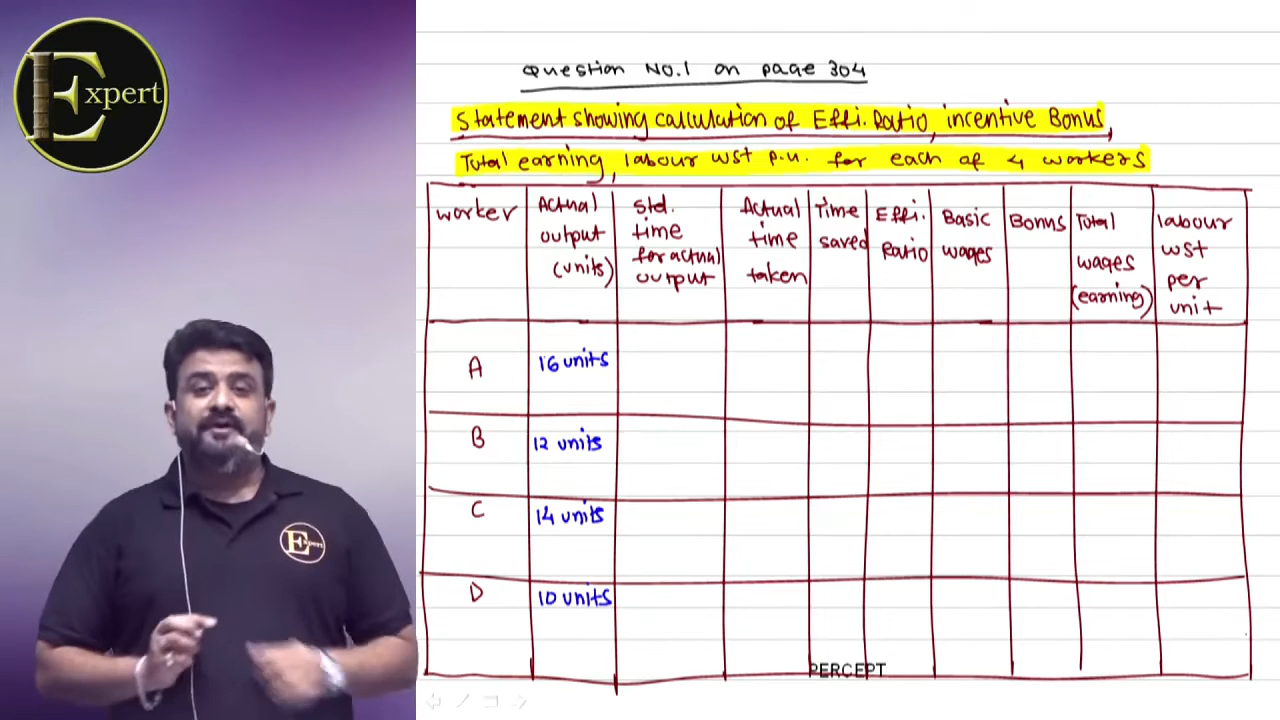 Expert
Question No.1 on page 304
Statement showing calculation of Effi. Ratio, incentive Bonus,
Total earning, labour cost p.u. for each of 4 workers
worker
Actual
output
(units)
Std.
time
for actual
output
Actual
time
taken
Time
saved
Effi.
Ratio
Basic
wages
Bonus
Total
wages
(earning)
labour
cost
per
unit
A
16 units
B
12 units
C
14 units
D
10 units
Expert
PERCEPT